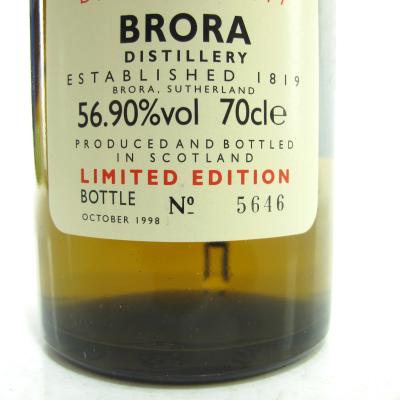 BRORA
DISTILLERY
ESTABLISHED 1819
BRORA, SUTHERLAND
56.90%vol 70cle
PRODUCED AND BOTTLED
IN SCOTLAND
LIMITED EDITION
BOTTLE Nº 5646
OCTOBER 1998